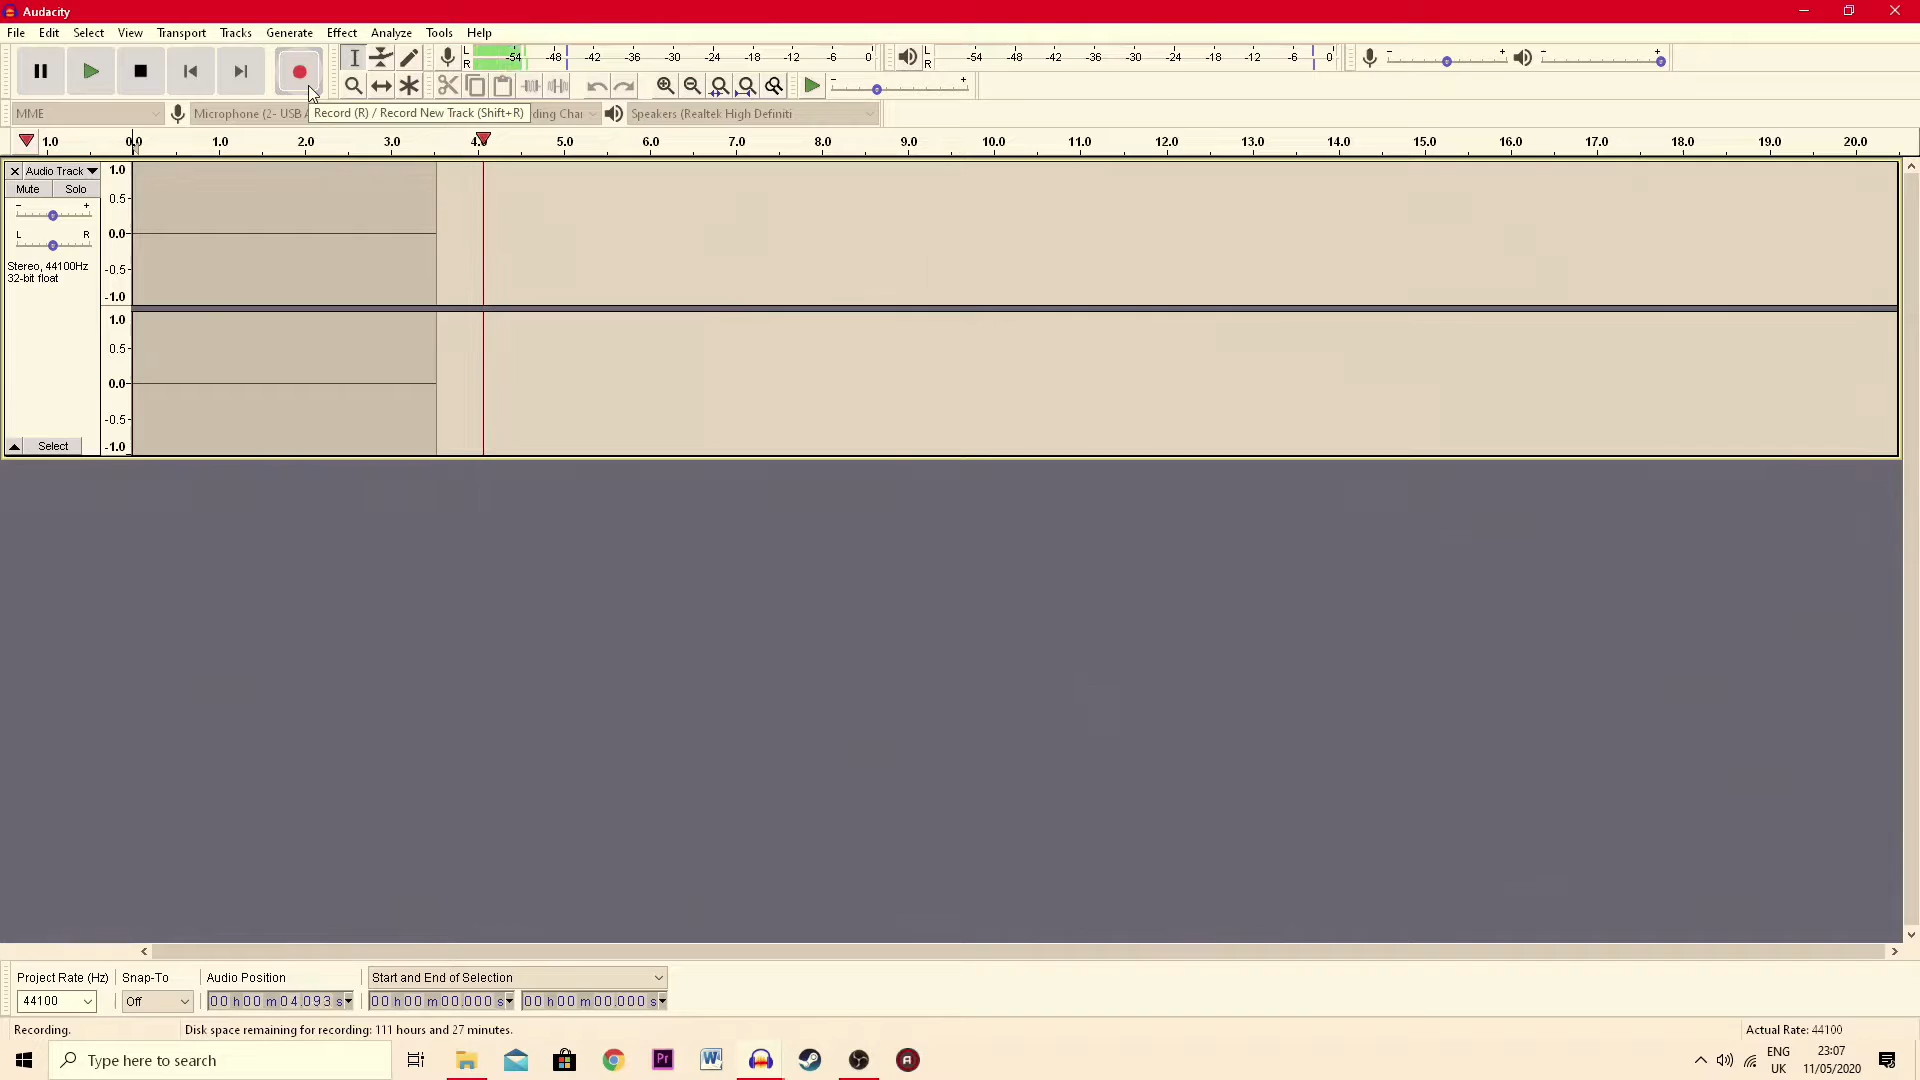 Audacity
File Edit Select View Transport Tracks Generate Effect Analyze Tools Help
L R -54 -48 -42 -36 -30 -24 -18 -12 -6 0 L R -54 -48 -42 -36 -30 -24 -18 -12 -6 0 - + - +
- +
MME Microphone (2- USB Record (R) / Record New Track (Shift+R) ding Speakers (Realtek High Definiti
1.0 0.0 1.0 2.0 3.0 4.0 5.0 6.0 7.0 8.0 9.0 10.0 11.0 12.0 13.0 14.0 15.0 16.0 17.0 18.0 19.0 20.0
Audio Track 1.0
Mute Solo
- + 0.5
L R 0.0
Stereo, 44100Hz -0.5
32-bit float
-1.0
1.0
0.5
0.0
-0.5
Select -1.0
Project Rate (Hz) Snap-To Audio Position Start and End of Selection
44100 Off 00 h 00 m 04.093 s 00 h 00 m 00.000 s 00 h 00 m 00.000 s
Recording. Disk space remaining for recording: 111 hours and 27 minutes. Actual Rate: 44100
Type here to search Pr W ENG UK 23:07 11/05/2020